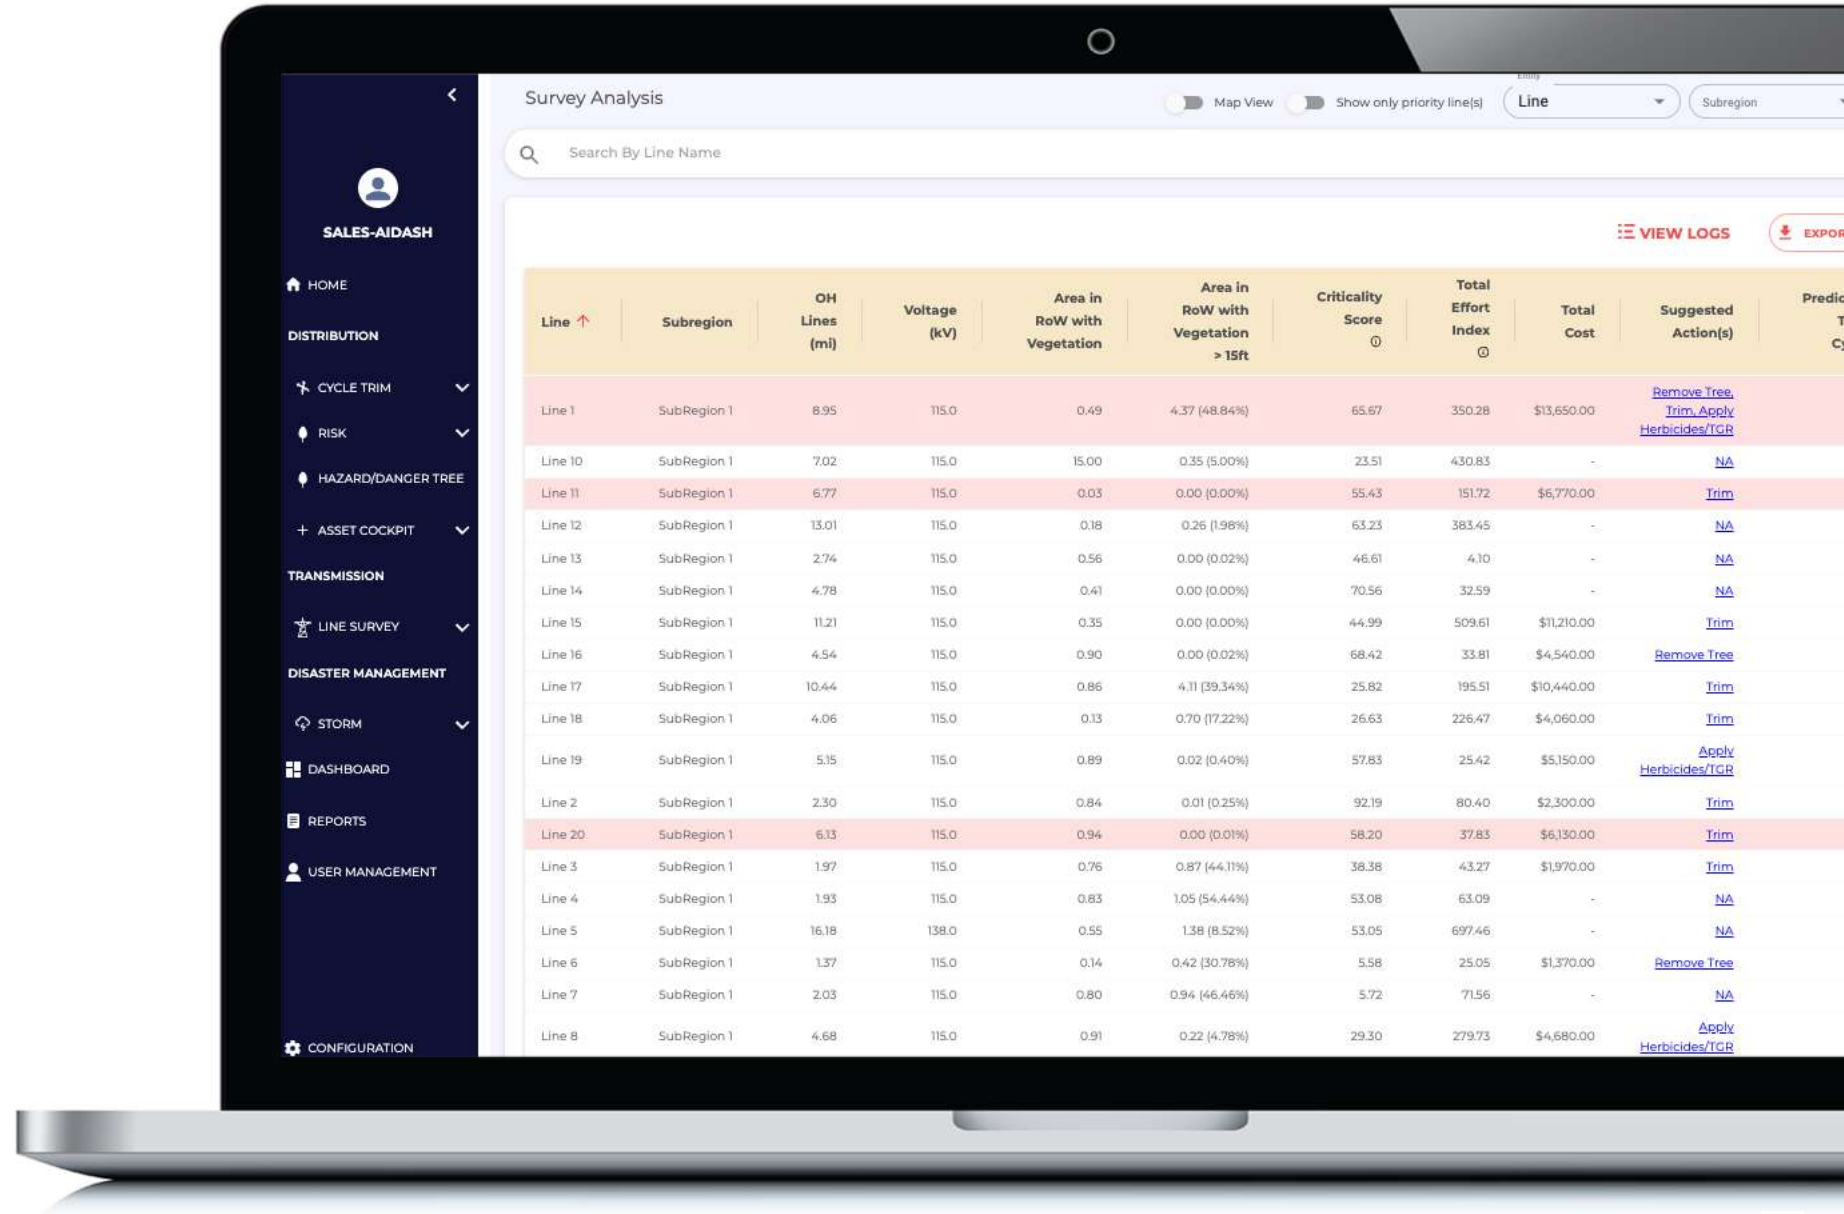 Survey Analysis
Map View
Show only priority line(s)
Entity
Line
Subregion
Search By Line Name
SALES-AIDASH
HOME
DISTRIBUTION
CYCLE TRIM
RISK
HAZARD/DANGER TREE
+ ASSET COCKPIT
TRANSMISSION
LINE SURVEY
DISASTER MANAGEMENT
STORM
DASHBOARD
REPORTS
USER MANAGEMENT
CONFIGURATION
VIEW LOGS
EXPOR
Line ↑ Subregion OH Lines (mi) Voltage (kV) Area in RoW with Vegetation Area in RoW with Vegetation > 15ft Criticality Score Total Effort Index Total Cost Suggested Action(s) Predic T Cy
Line 1 SubRegion 1 8.95 115.0 0.49 4.37 (48.84%) 65.67 350.28 $13,650.00 Remove Tree, Trim, Apply Herbicides/TGR
Line 10 SubRegion 1 7.02 115.0 15.00 0.35 (5.00%) 23.51 430.83 - NA
Line 11 SubRegion 1 6.77 115.0 0.03 0.00 (0.00%) 55.43 151.72 $6,770.00 Trim
Line 12 SubRegion 1 13.01 115.0 0.18 0.26 (1.98%) 63.23 383.45 - NA
Line 13 SubRegion 1 2.74 115.0 0.56 0.00 (0.02%) 46.61 4.10 - NA
Line 14 SubRegion 1 4.78 115.0 0.41 0.00 (0.00%) 70.56 32.59 - NA
Line 15 SubRegion 1 11.21 115.0 0.35 0.00 (0.00%) 44.99 509.61 $11,210.00 Trim
Line 16 SubRegion 1 4.54 115.0 0.90 0.00 (0.02%) 68.42 33.81 $4,540.00 Remove Tree
Line 17 SubRegion 1 10.44 115.0 0.86 4.11 (39.34%) 25.82 195.51 $10,440.00 Trim
Line 18 SubRegion 1 4.06 115.0 0.13 0.70 (17.22%) 26.63 226.47 $4,060.00 Trim
Line 19 SubRegion 1 5.15 115.0 0.89 0.02 (0.40%) 57.83 25.42 $5,150.00 Apply Herbicides/TGR
Line 2 SubRegion 1 2.30 115.0 0.84 0.01 (0.25%) 92.19 80.40 $2,300.00 Trim
Line 20 SubRegion 1 6.13 115.0 0.94 0.00 (0.01%) 58.20 37.83 $6,130.00 Trim
Line 3 SubRegion 1 1.97 115.0 0.76 0.87 (44.11%) 38.38 43.27 $1,970.00 Trim
Line 4 SubRegion 1 1.93 115.0 0.83 1.05 (54.44%) 53.08 63.09 - NA
Line 5 SubRegion 1 16.18 138.0 0.55 1.38 (8.52%) 53.05 697.46 - NA
Line 6 SubRegion 1 1.37 115.0 0.14 0.42 (30.78%) 5.58 25.05 $1,370.00 Remove Tree
Line 7 SubRegion 1 2.03 115.0 0.80 0.94 (46.46%) 5.72 71.56 - NA
Line 8 SubRegion 1 4.68 115.0 0.91 0.22 (4.78%) 29.30 279.73 $4,680.00 Apply Herbicides/TGR